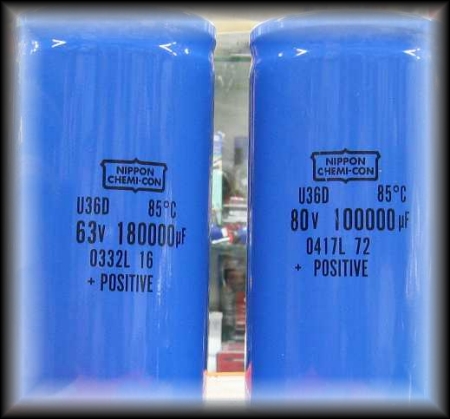 NIPPON
CHEMI-CON
U36D 85°C
63V 180000µF
0332L 16
+ POSITIVE
NIPPON
CHEMI-CON
U36D 85°C
80V 100000µF
0417L 72
+ POSITIVE